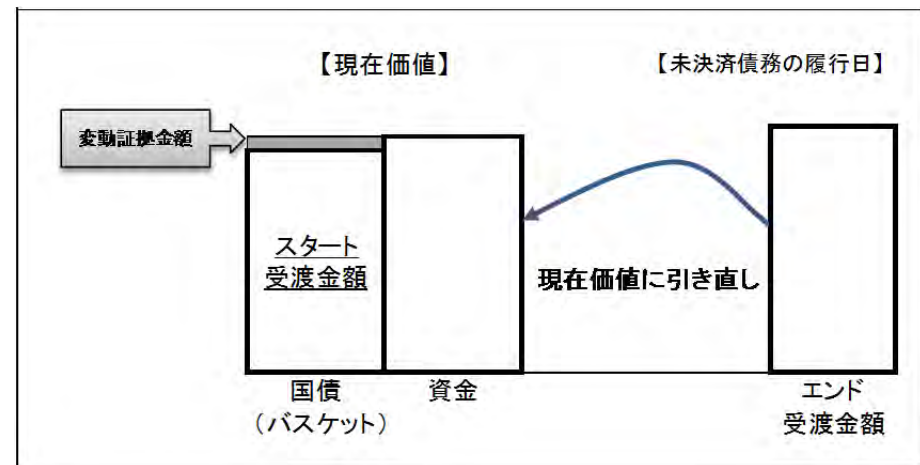 【現在価値】
【未決済債務の履行日】
変動証拠金額
スタート
受渡金額
現在価値に引き直し
国債
(バスケット)
資金
エンド
受渡金額